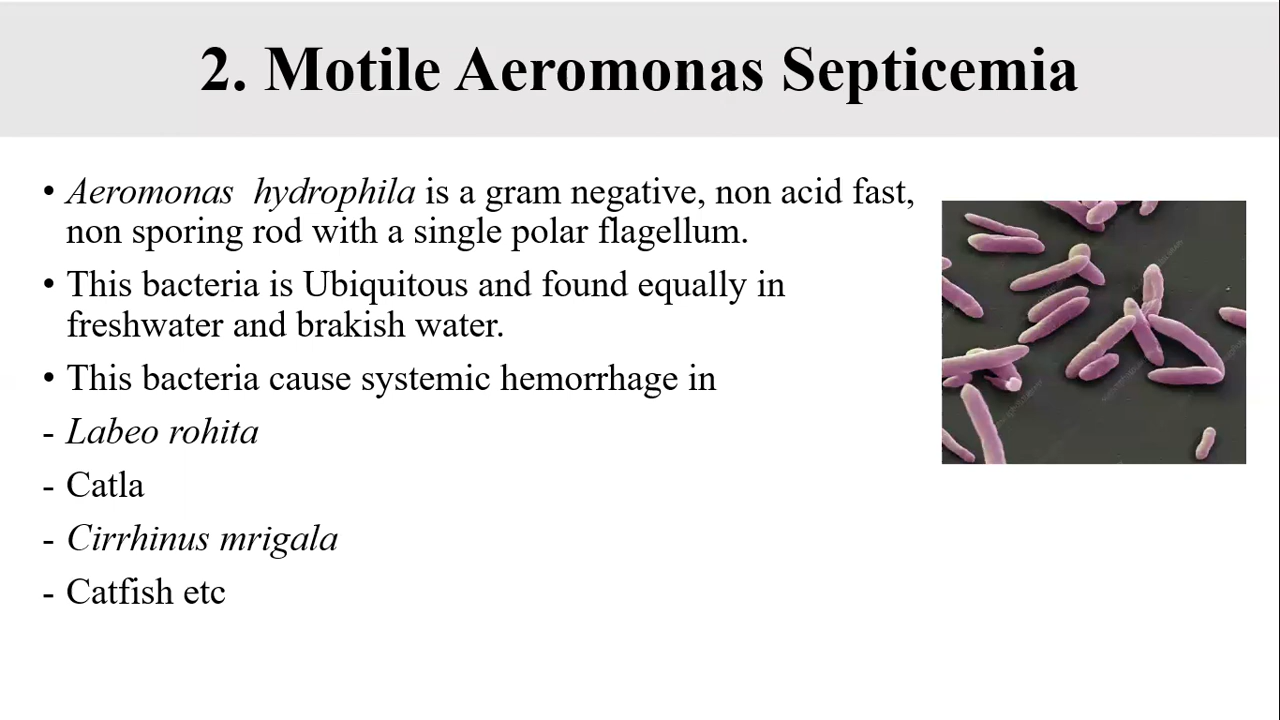 2. Motile Aeromonas Septicemia
• Aeromonas hydrophila is a gram negative, non acid fast,
non sporing rod with a single polar flagellum.
• This bacteria is Ubiquitous and found equally in
freshwater and brakish water.
• This bacteria cause systemic hemorrhage in
- Labeo rohita
- Catla
- Cirrhinus mrigala
- Catfish etc